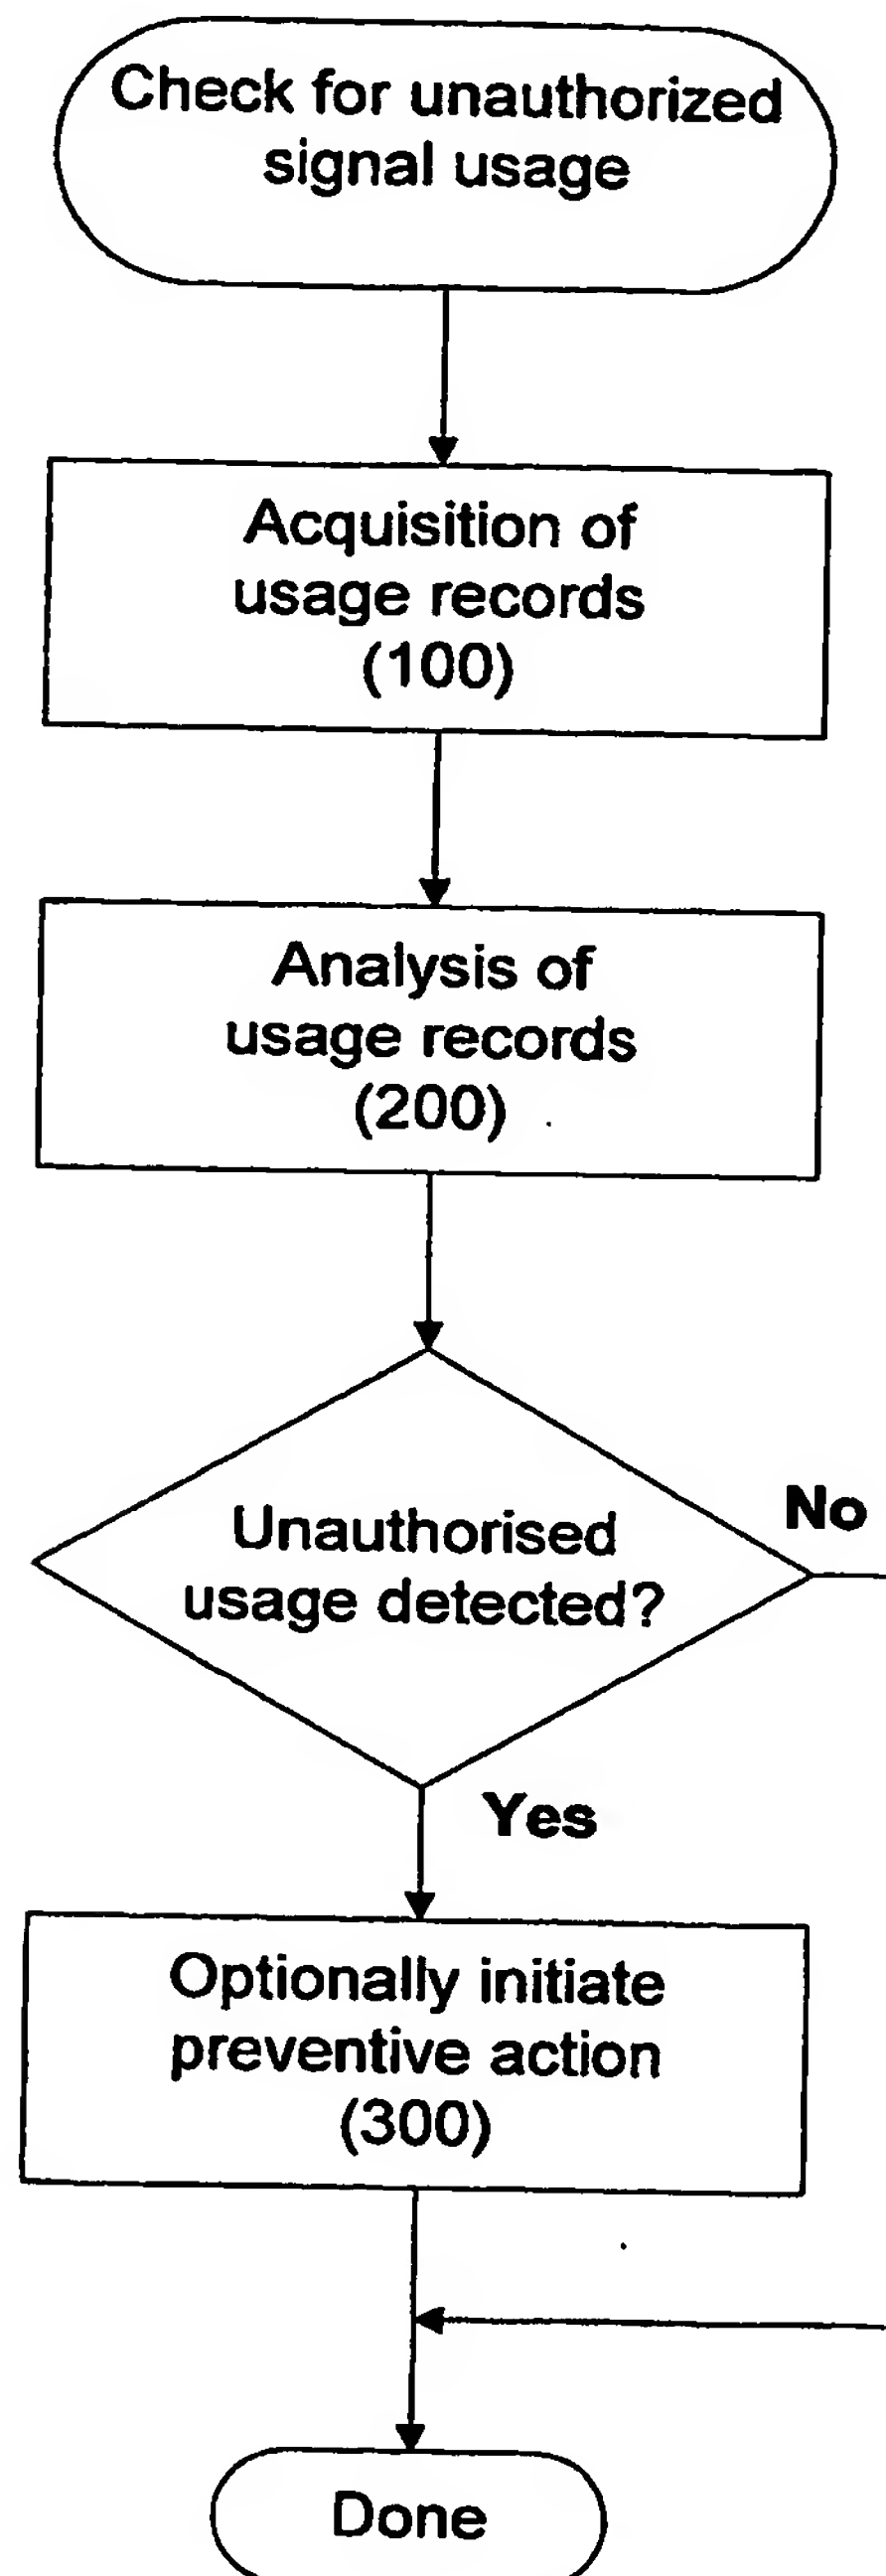 Check for unauthorized
signal usage
Acquisition of
usage records
(100)
Analysis of
usage records
(200)
Unauthorised
usage detected?
No
Yes
Optionally initiate
preventive action
(300)
Done